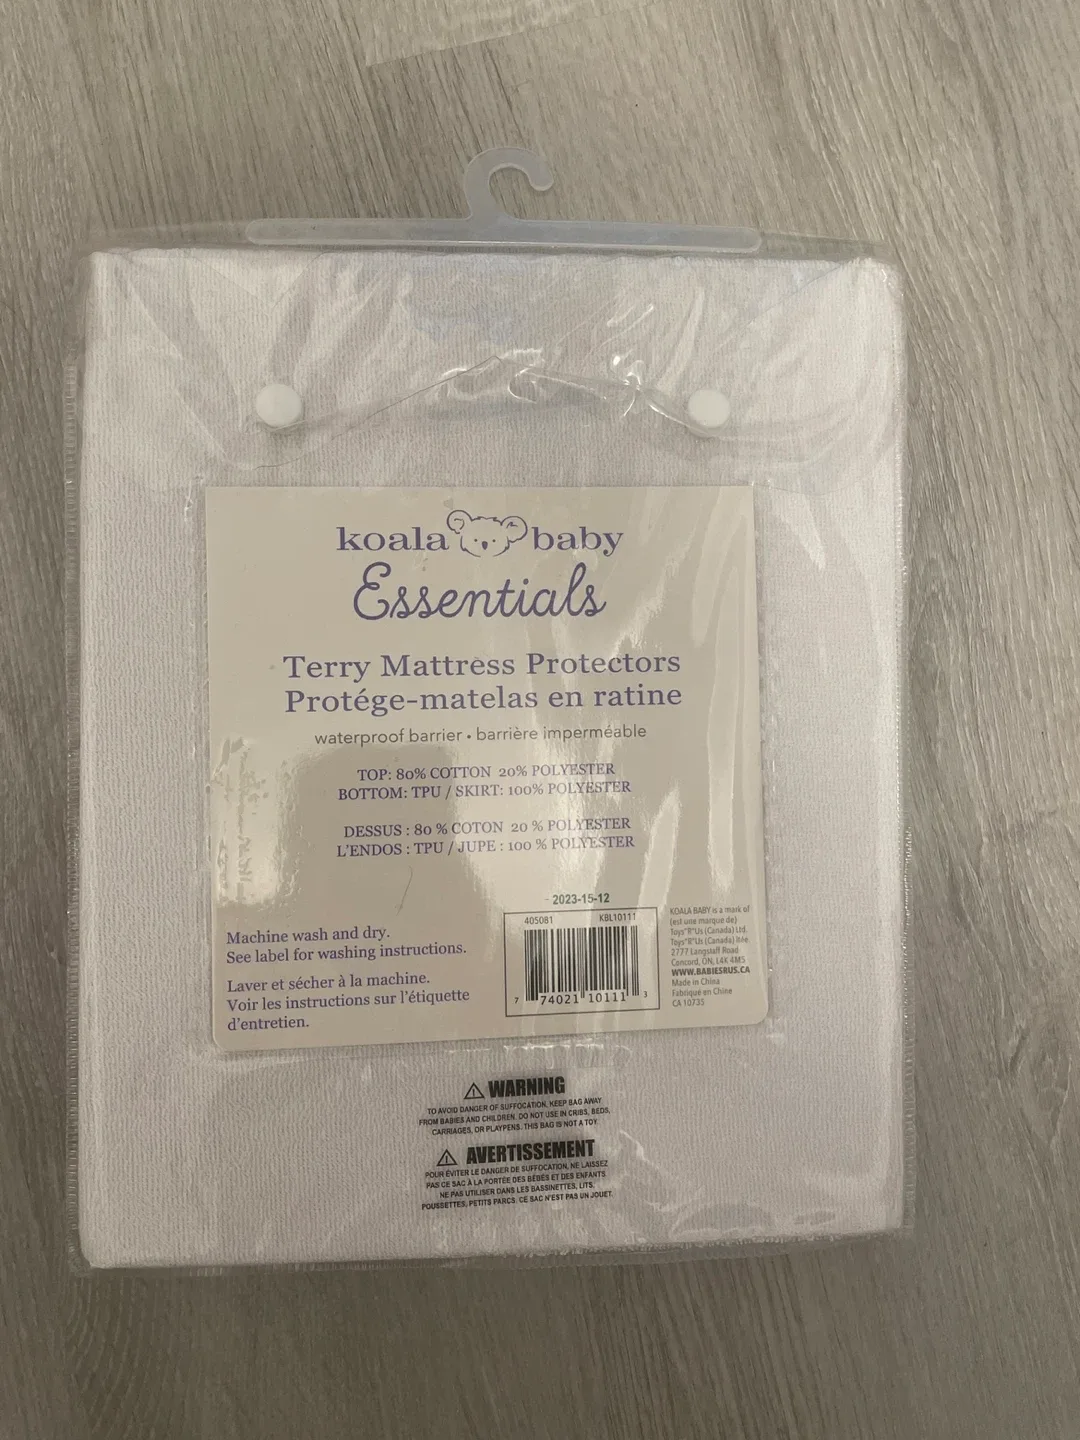 koala baby
Essentials
Terry Mattress Protectors
Protége-matelas en ratine
waterproof barrier • barrière imperméable
TOP: 80% COTTON 20% POLYESTER
BOTTOM: TPU / SKIRT: 100% POLYESTER
DESSUS : 80 % COTON 20 % POLYESTER
L'ENDOS : TPU / JUPE : 100 % POLYESTER
Machine wash and dry.
See label for washing instructions.
Laver et sécher à la machine.
Voir les instructions sur l'étiquette
d'entretien.
2023-15-12
405081 KBL10111
7 74021 10111 3
KOALA BABY is a mark of
(est une marque de)
Toys"R"Us (Canada) Ltd.
Toys"R"Us (Canada) ltée
2777 Langstaff Road
Concord, ON, L4K 4M5
WWW.BABIESRUS.CA
Made in China
Fabriqué en Chine
CA 10735
WARNING
TO AVOID DANGER OF SUFFOCATION, KEEP BAG AWAY
FROM BABIES AND CHILDREN. DO NOT USE IN CRIBS, BEDS,
CARRIAGES, OR PLAYPENS. THIS BAG IS NOT A TOY.
AVERTISSEMENT
POUR ÉVITER LE DANGER DE SUFFOCATION, NE LAISSEZ
PAS CE SAC À LA PORTÉE DES BÉBÉS ET DES ENFANTS.
NE PAS UTILISER DANS LES BASSINETTES, LITS,
POUSSETTES, PETITS PARCS. CE SAC N'EST PAS UN JOUET.